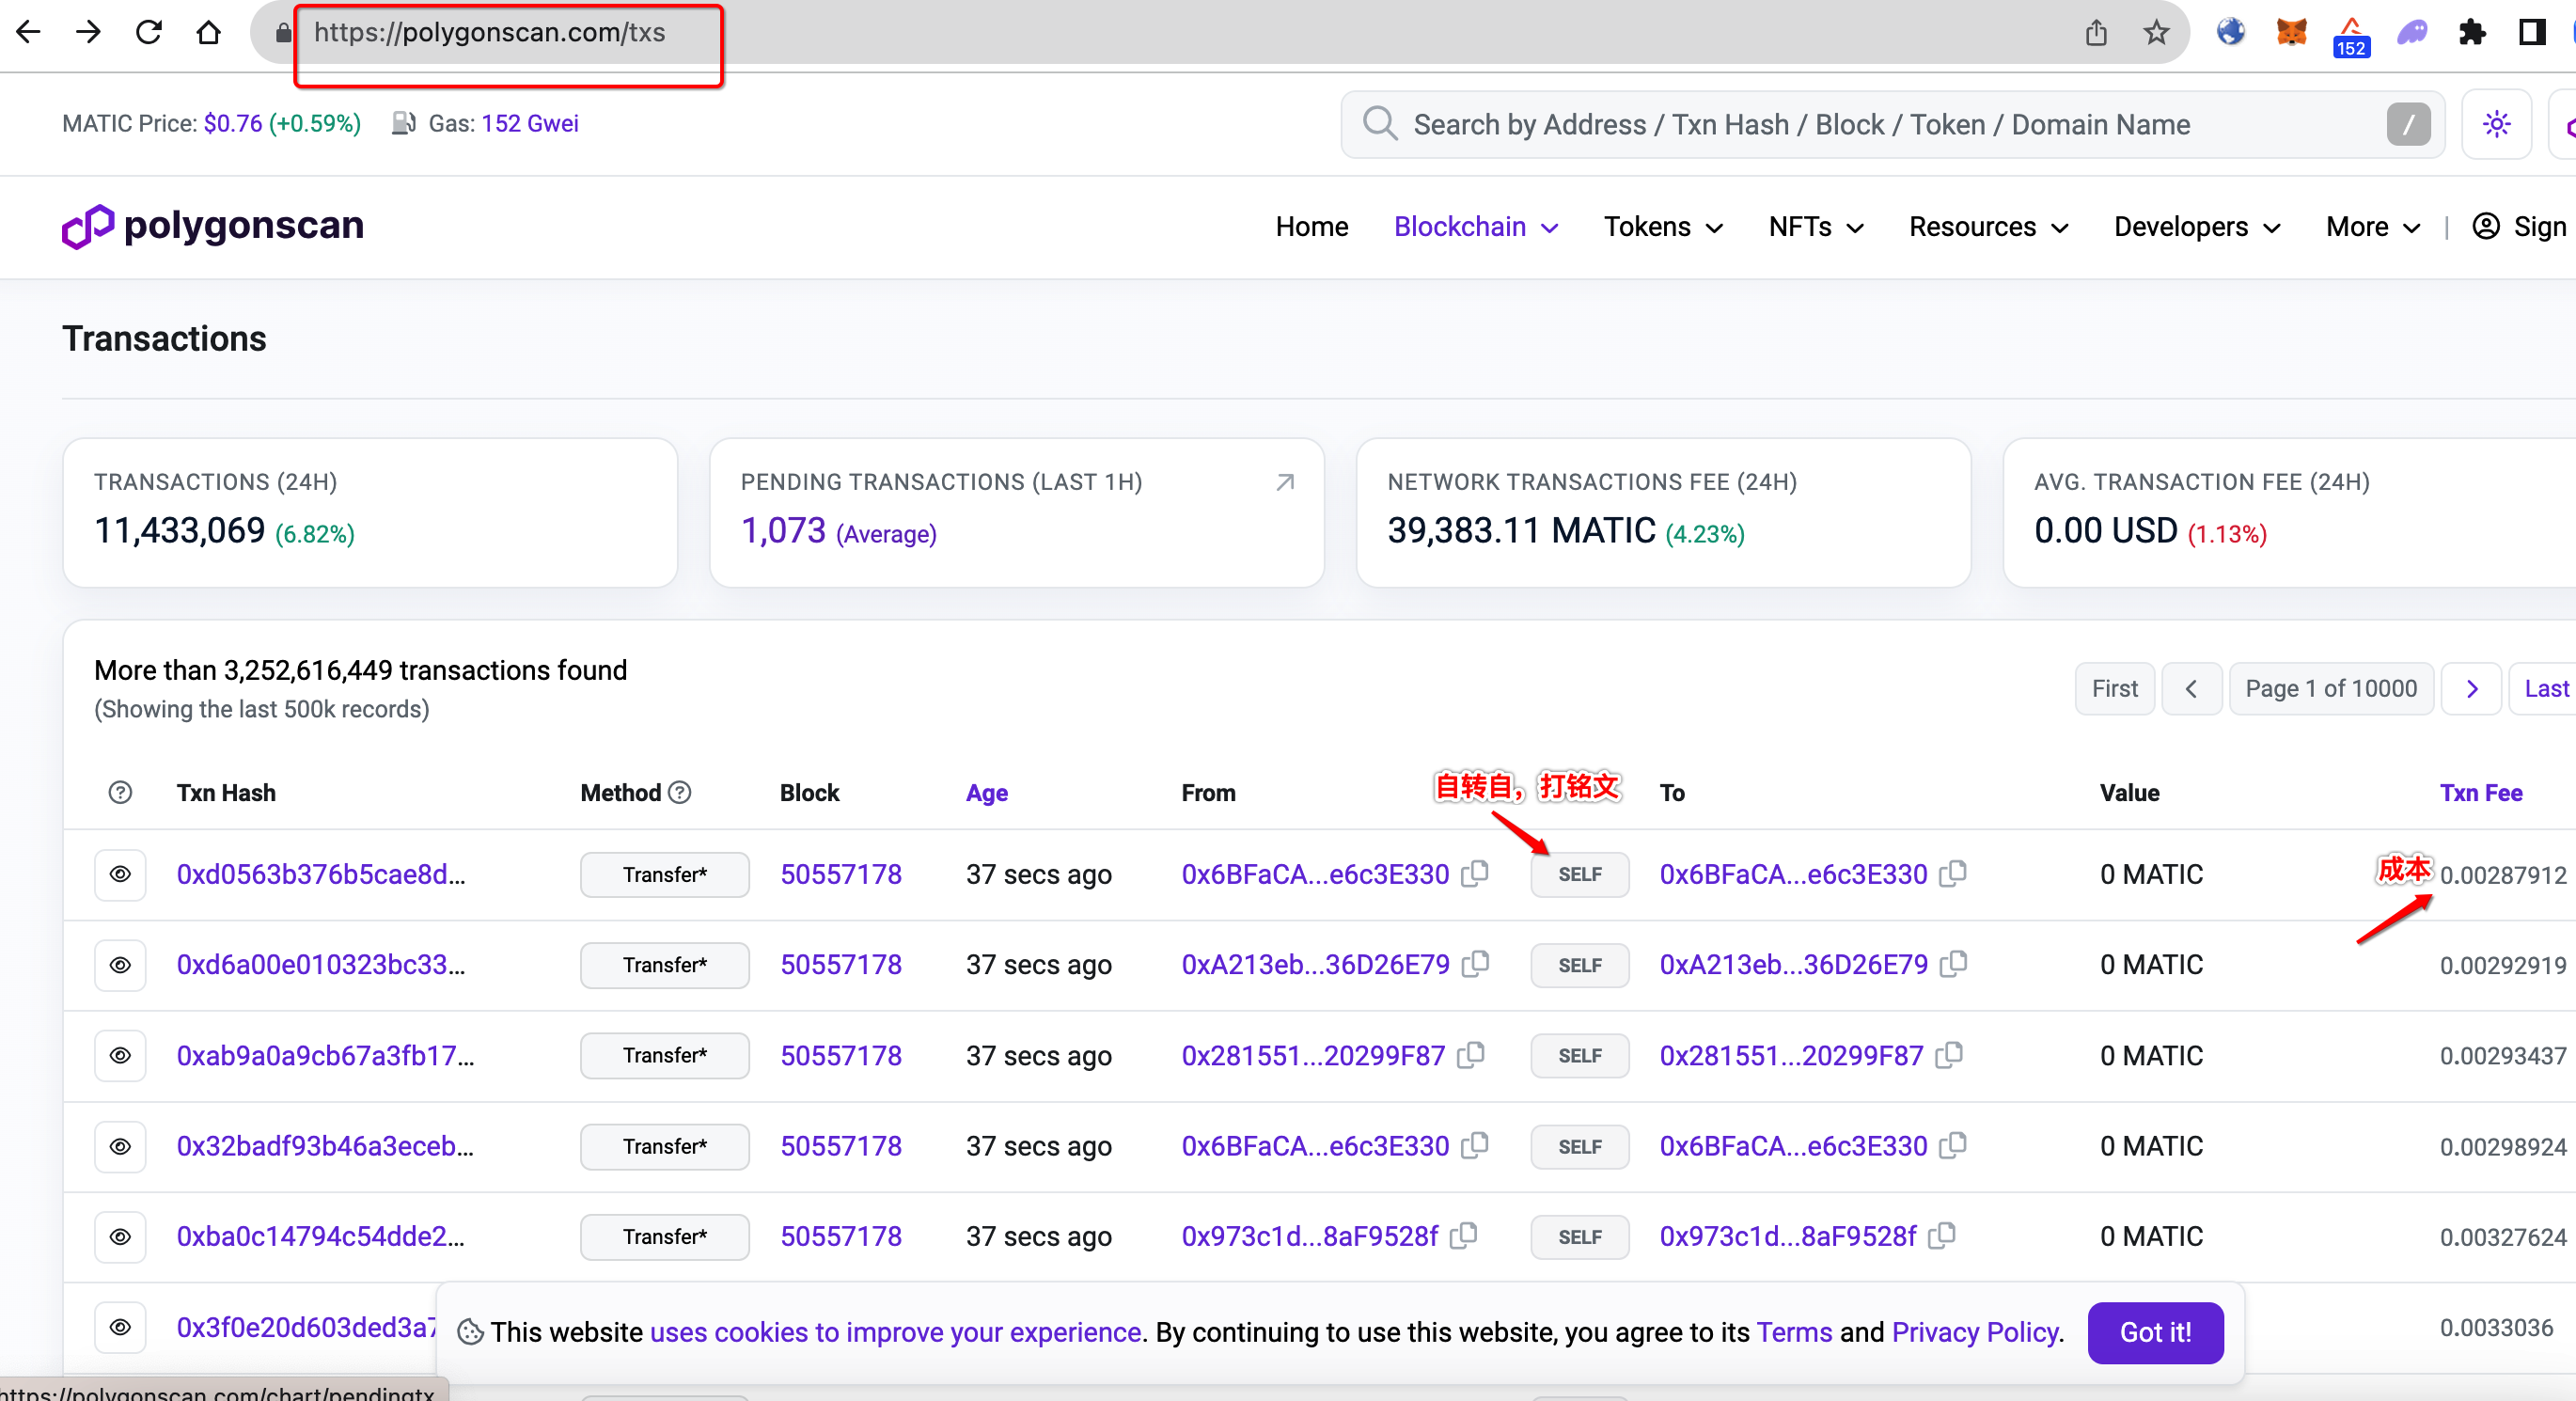 https://polygonscan.com/txs
152
MATIC Price: $0.76 (+0.59%) Gas: 152 Gwei
Search by Address / Txn Hash / Block / Token / Domain Name /
polygonscan
Home Blockchain Tokens NFTs Resources Developers More | Sign
Transactions
TRANSACTIONS (24H)
11,433,069 (6.82%)
PENDING TRANSACTIONS (LAST 1H)
1,073 (Average)
NETWORK TRANSACTIONS FEE (24H)
39,383.11 MATIC (4.23%)
AVG. TRANSACTION FEE (24H)
0.00 USD (1.13%)
More than 3,252,616,449 transactions found
(Showing the last 500k records)
First Page 1 of 10000 Last
自转自，打铭文
Txn Hash Method Block Age From To Value Txn Fee
成本
0xd0563b376b5cae8d... Transfer* 50557178 37 secs ago 0x6BFaCA...e6c3E330 SELF 0x6BFaCA...e6c3E330 0 MATIC 0.00287912
0xd6a00e010323bc33... Transfer* 50557178 37 secs ago 0xA213eb...36D26E79 SELF 0xA213eb...36D26E79 0 MATIC 0.00292919
0xab9a0a9cb67a3fb17... Transfer* 50557178 37 secs ago 0x281551...20299F87 SELF 0x281551...20299F87 0 MATIC 0.00293437
0x32badf93b46a3eceb... Transfer* 50557178 37 secs ago 0x6BFaCA...e6c3E330 SELF 0x6BFaCA...e6c3E330 0 MATIC 0.00298924
0xba0c14794c54dde2... Transfer* 50557178 37 secs ago 0x973c1d...8aF9528f SELF 0x973c1d...8aF9528f 0 MATIC 0.00327624
0x3f0e20d603ded3a7 0.0033036
This website uses cookies to improve your experience. By continuing to use this website, you agree to its Terms and Privacy Policy. Got it!
https://polygonscan.com/chart/pendingtx